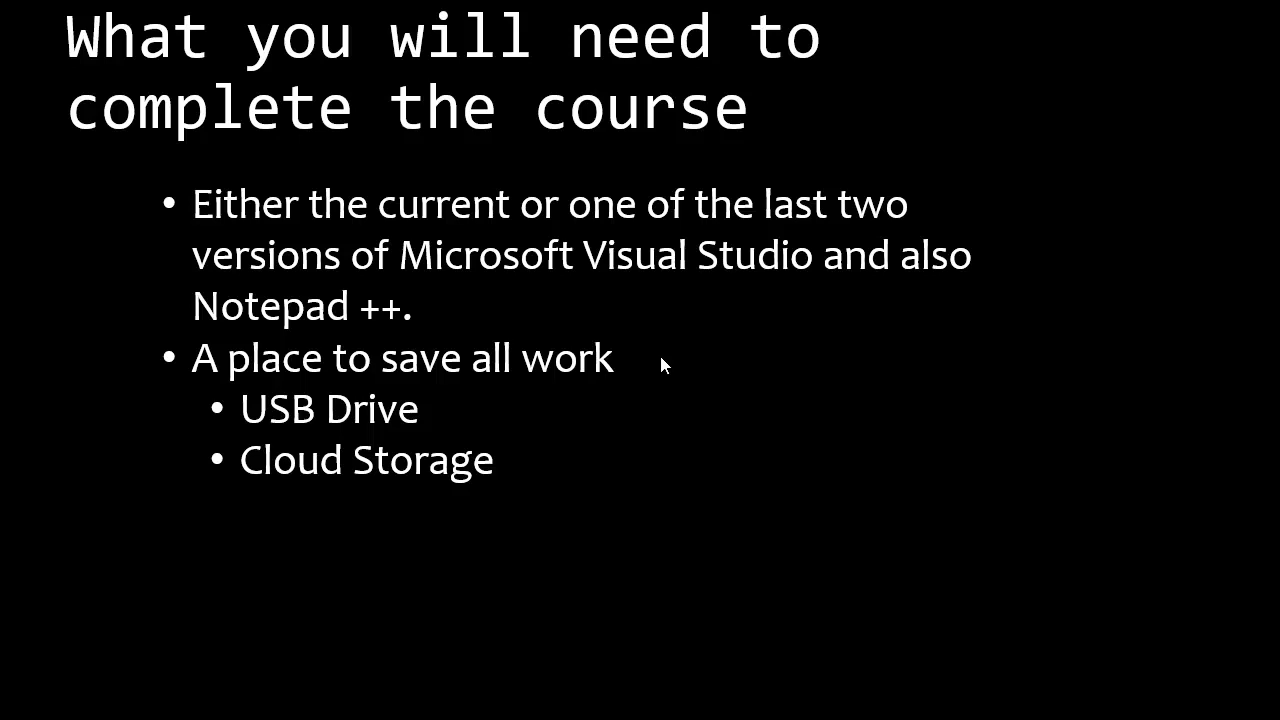 What you will need to
complete the course
• Either the current or one of the last two
versions of Microsoft Visual Studio and also
Notepad ++.
• A place to save all work
• USB Drive
• Cloud Storage